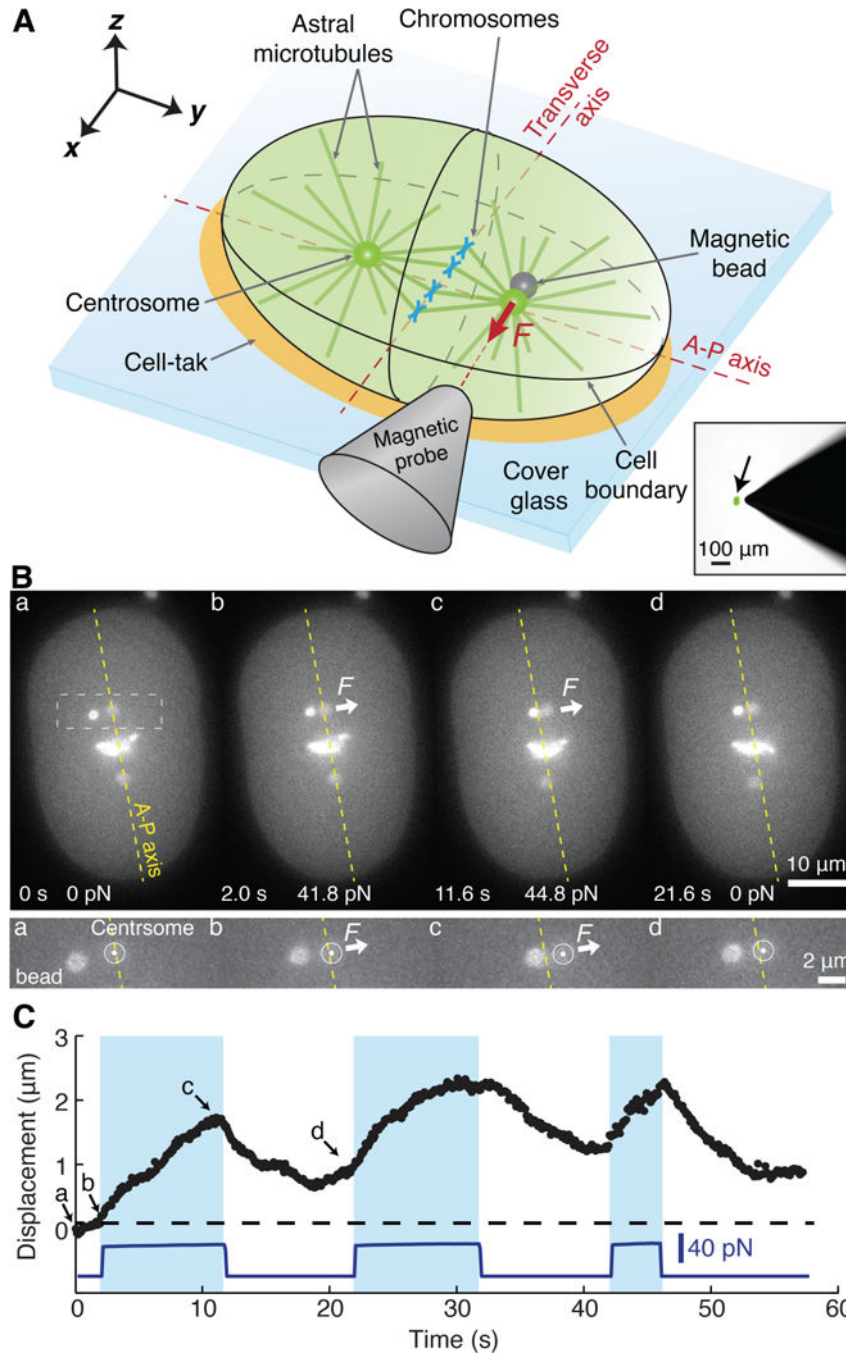 A
z
y
x
Astral
microtubules
Chromosomes
Transverse
axis
Magnetic
bead
Centrosome
F
Cell-tak
A-P axis
Magnetic
probe
Cover
glass
Cell
boundary
100 µm
B
a b c d
F F
A-P axis
0 s 0 pN 2.0 s 41.8 pN 11.6 s 44.8 pN 21.6 s 0 pN
10 µm
a Centrsome b F c F d
bead
2 µm
C
Displacement (µm)
3
2
1
0
a
b
c
d
40 pN
0 10 20 30 40 50 60
Time (s)